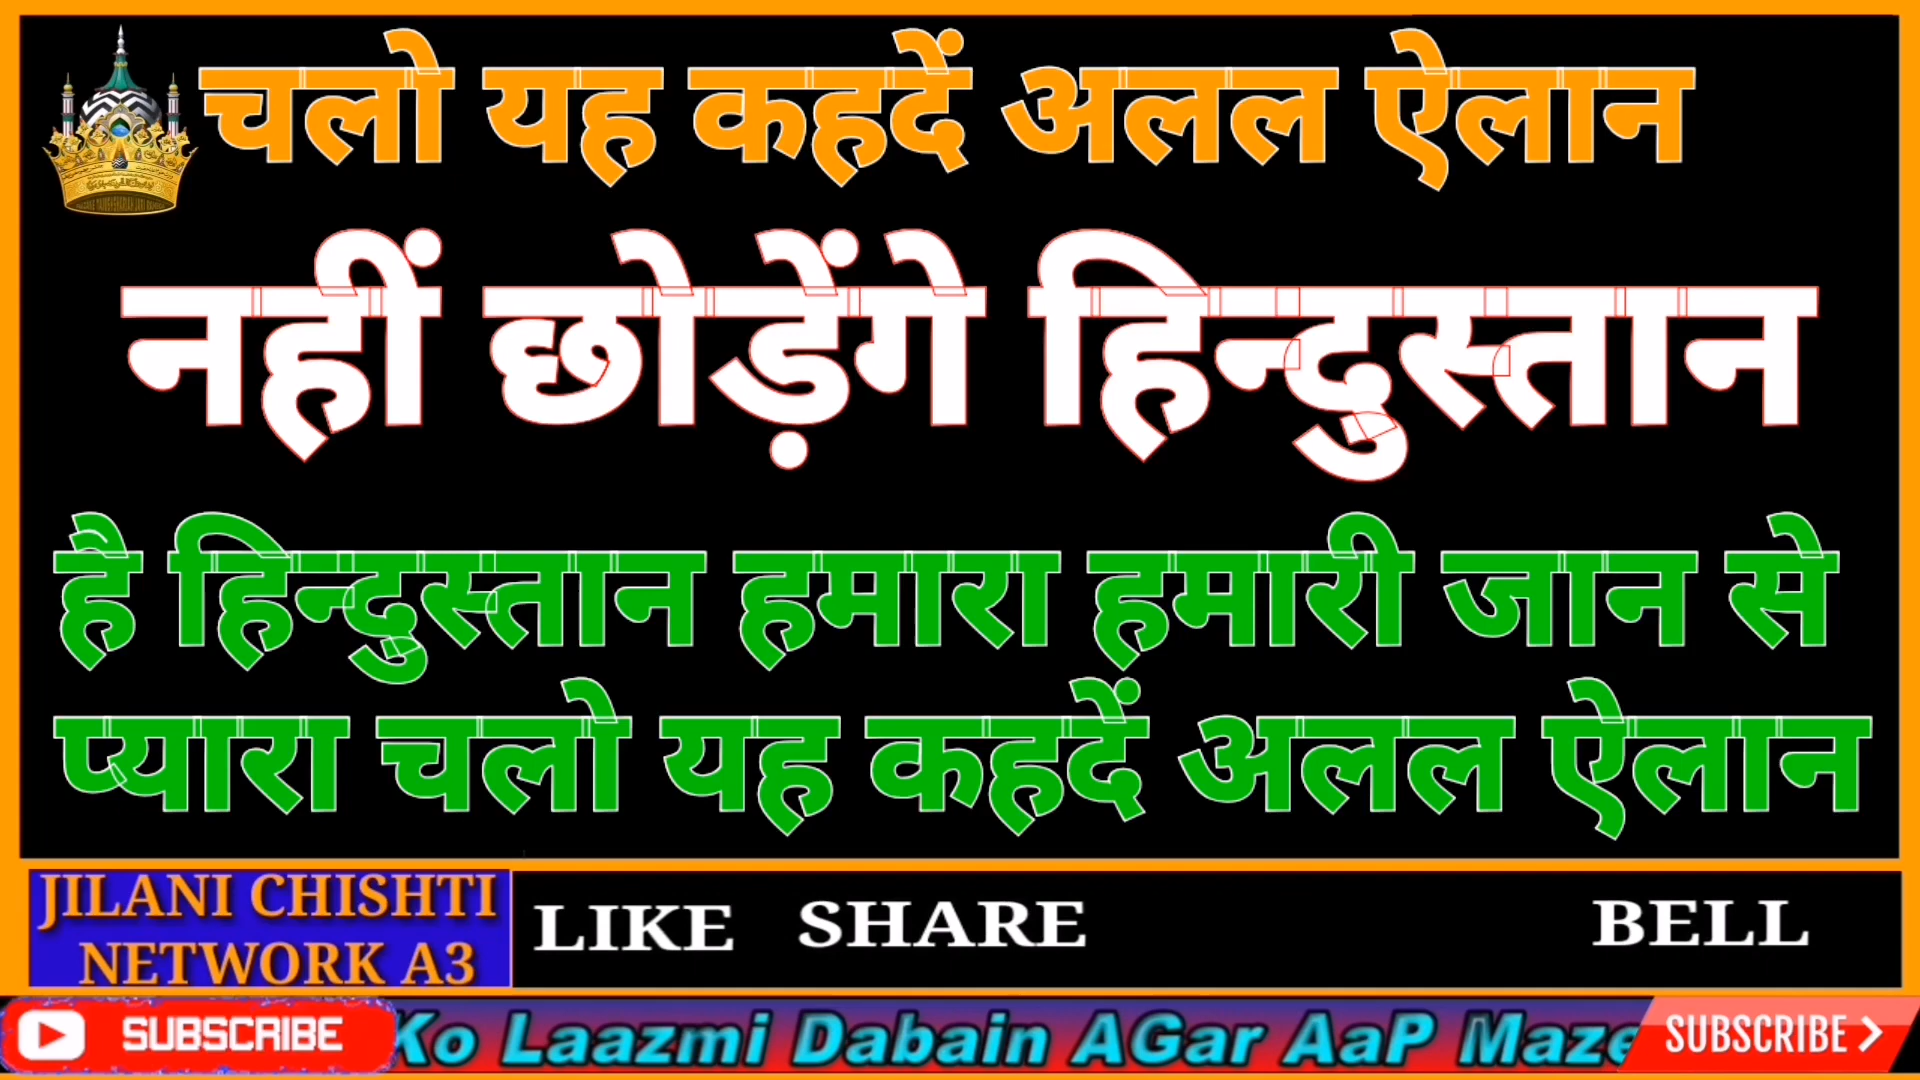 चलो यह कहदें अलल ऐलान
नहीं छोड़ेंगे हिन्दुस्तान
है हिन्दुस्तान हमारा हमारी जान से
प्यारा चलो यह कहदें अलल ऐलान
JILANI CHISHTI
NETWORK A3
LIKE SHARE BELL
SUBSCRIBE Ko Laazmi Dabain AGar AaP Maze SUBSCRIBE